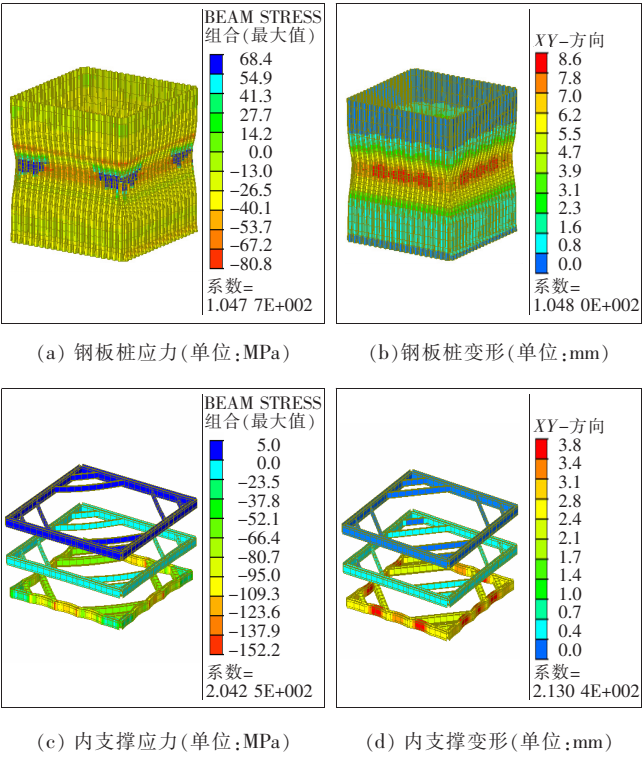 BEAM STRESS
组合(最大值)
68.4
54.9
41.3
27.7
14.2
0.0
-13.0
-26.5
-40.1
-53.7
-67.2
-80.8
系数=
1.047 7E+002
(a) 钢板桩应力(单位:MPa)
XY-方向
8.6
7.8
7.0
6.2
5.5
4.7
3.9
3.1
2.3
1.6
0.8
0.0
系数=
1.048 0E+002
(b)钢板桩变形(单位:mm)
BEAM STRESS
组合(最大值)
5.0
0.0
-23.5
-37.8
-52.1
-66.4
-80.7
-95.0
-109.3
-123.6
-137.9
-152.2
系数=
2.042 5E+002
(c) 内支撑应力(单位:MPa)
XY-方向
3.8
3.4
3.1
2.8
2.4
2.1
1.7
1.4
1.0
0.7
0.4
0.0
系数=
2.130 4E+002
(d) 内支撑变形(单位:mm)